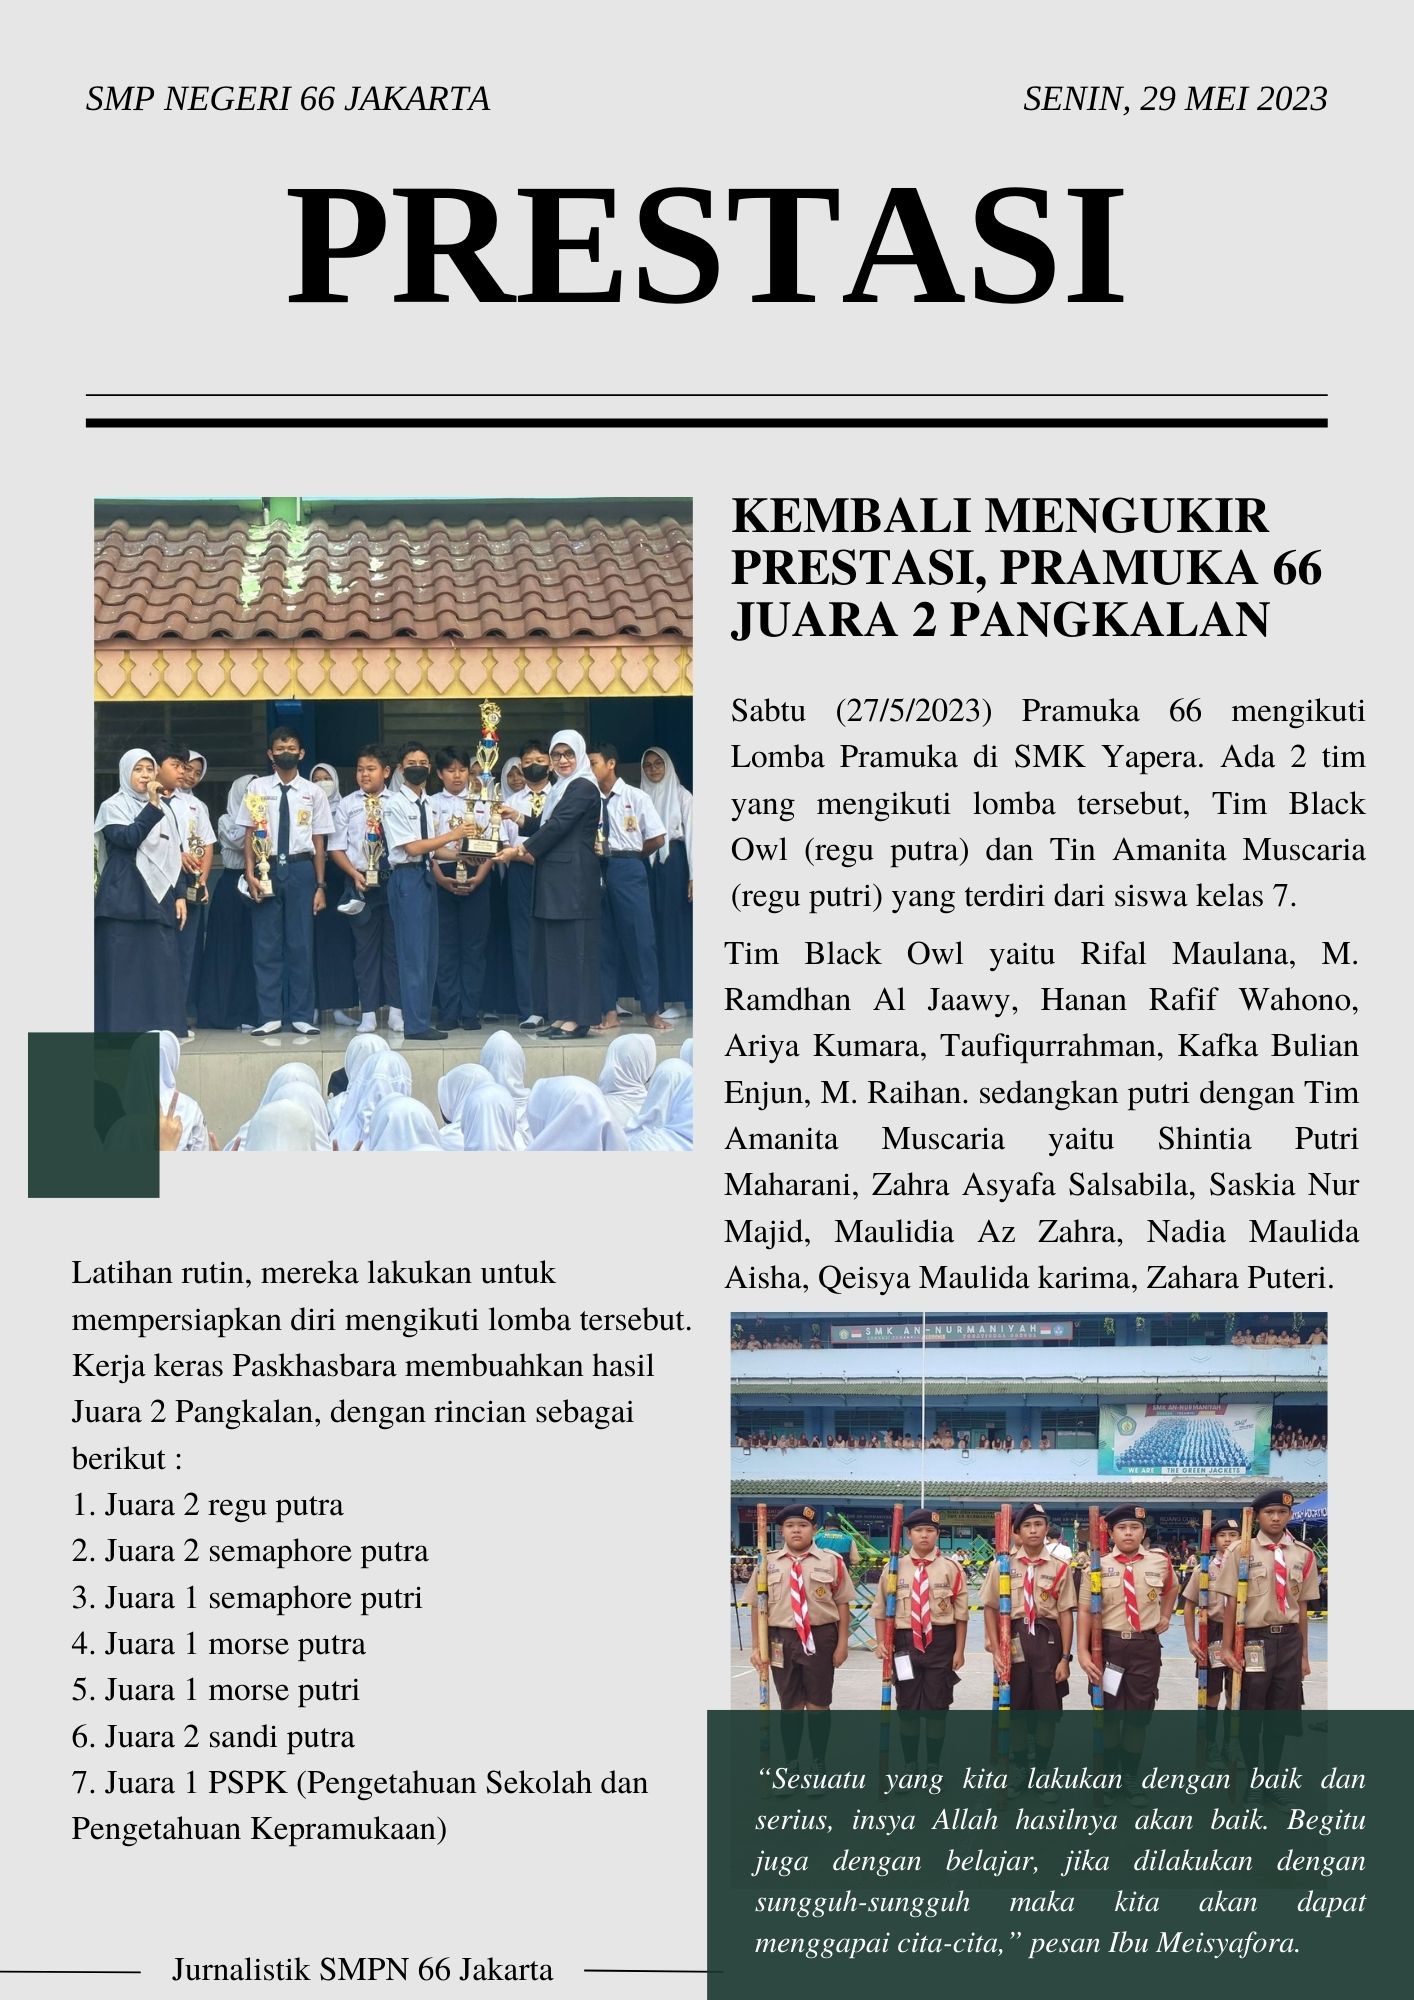 SMP NEGERI 66 JAKARTA
SENIN, 29 MEI 2023
PRESTASI
KEMBALI MENGUKIR
PRESTASI, PRAMUKA 66
JUARA 2 PANGKALAN
Sabtu (27/5/2023) Pramuka 66 mengikuti
Lomba Pramuka di SMK Yapera. Ada 2 tim
yang mengikuti lomba tersebut, Tim Black
Owl (regu putra) dan Tin Amanita Muscaria
(regu putri) yang terdiri dari siswa kelas 7.
Tim Black Owl yaitu Rifal Maulana, M.
Ramdhan Al Jaawy, Hanan Rafif Wahono,
Ariya Kumara, Taufiqurrahman, Kafka Bulian
Enjun, M. Raihan. sedangkan putri dengan Tim
Amanita Muscaria yaitu Shintia Putri
Maharani, Zahra Asyafa Salsabila, Saskia Nur
Majid, Maulidia Az Zahra, Nadia Maulida
Aisha, Qeisya Maulida karima, Zahara Puteri.
Latihan rutin, mereka lakukan untuk
mempersiapkan diri mengikuti lomba tersebut.
Kerja keras Paskhasbara membuahkan hasil
Juara 2 Pangkalan, dengan rincian sebagai
berikut :
1. Juara 2 regu putra
2. Juara 2 semaphore putra
3. Juara 1 semaphore putri
4. Juara 1 morse putra
5. Juara 1 morse putri
6. Juara 2 sandi putra
7. Juara 1 PSPK (Pengetahuan Sekolah dan
Pengetahuan Kepramukaan)
SMK AN-NURMANIYAH
SMK AN-NURMANIYAH
WE ARE THE GREEN JACKETS
RUANG GURU
“Sesuatu yang kita lakukan dengan baik dan
serius, insya Allah hasilnya akan baik. Begitu
juga dengan belajar, jika dilakukan dengan
sungguh-sungguh maka kita akan dapat
menggapai cita-cita,” pesan Ibu Meisyafora.
Jurnalistik SMPN 66 Jakarta